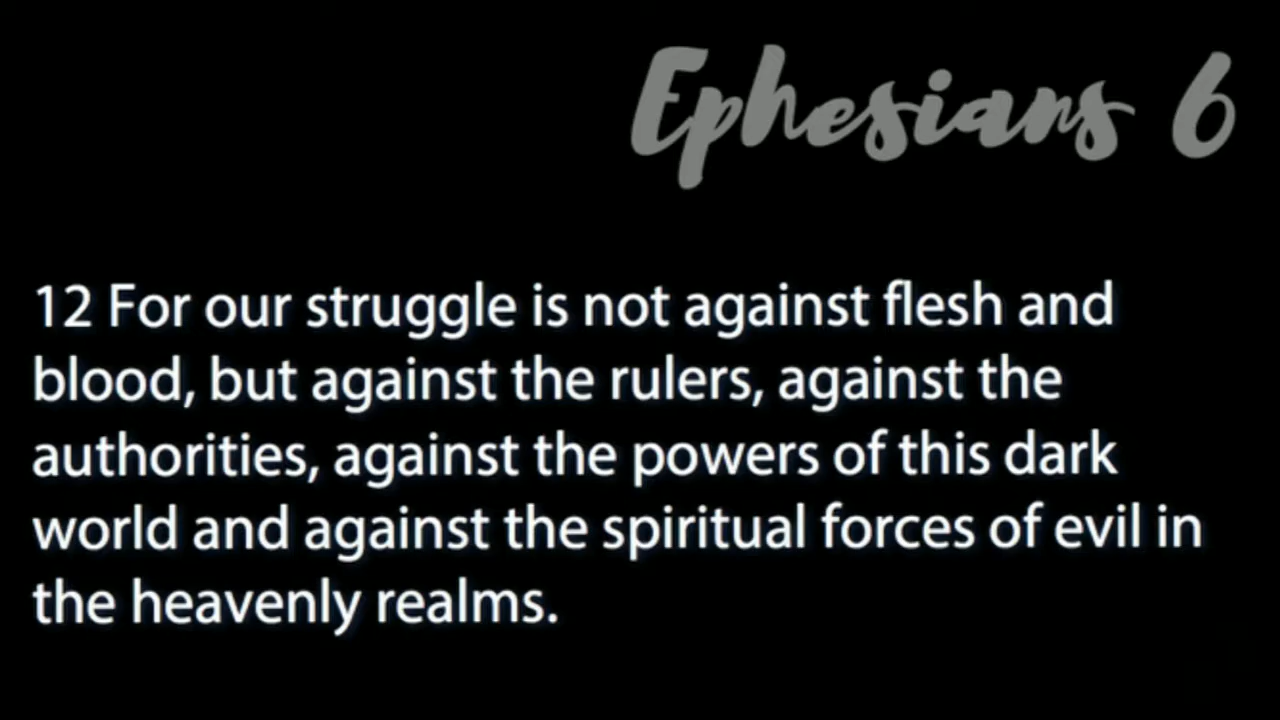 Ephesians 6
12 For our struggle is not against flesh and
blood, but against the rulers, against the
authorities, against the powers of this dark
world and against the spiritual forces of evil in
the heavenly realms.